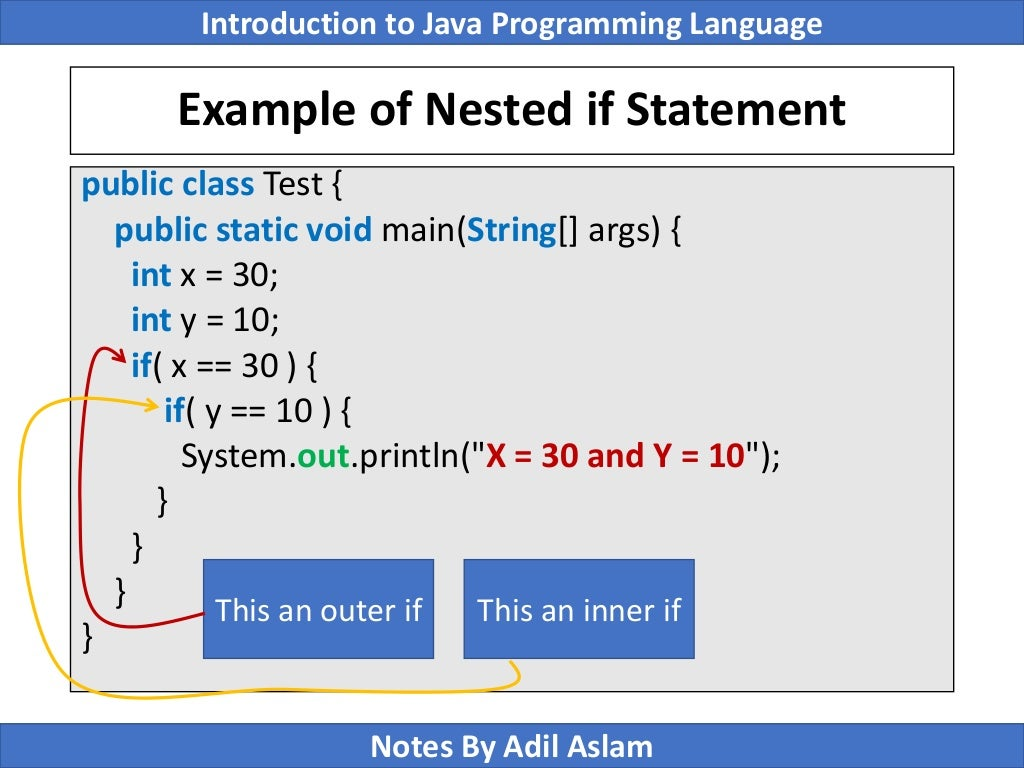 Introduction to Java Programming Language
Example of Nested if Statement
public class Test {
public static void main(String[] args) {
int x = 30;
int y = 10;
if( x == 30 ) {
if( y == 10 ) {
System.out.println("X = 30 and Y = 10");
}
}
}
}
This an outer if
This an inner if
Notes By Adil Aslam